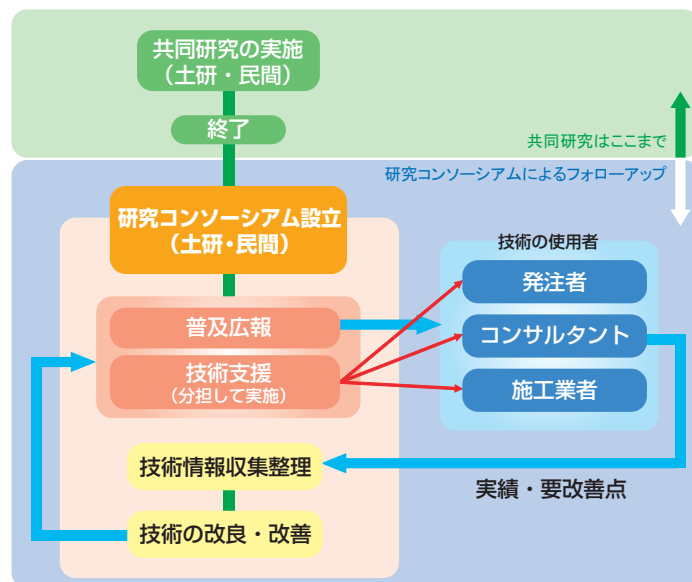 共同研究の実施
（土研・民間）
終了
共同研究はここまで
研究コンソーシアムによるフォローアップ
研究コンソーシアム設立
（土研・民間）
技術の使用者
発注者
普及広報
コンサルタント
技術支援
（分担して実施）
施工業者
技術情報収集整理
実績・要改善点
技術の改良・改善